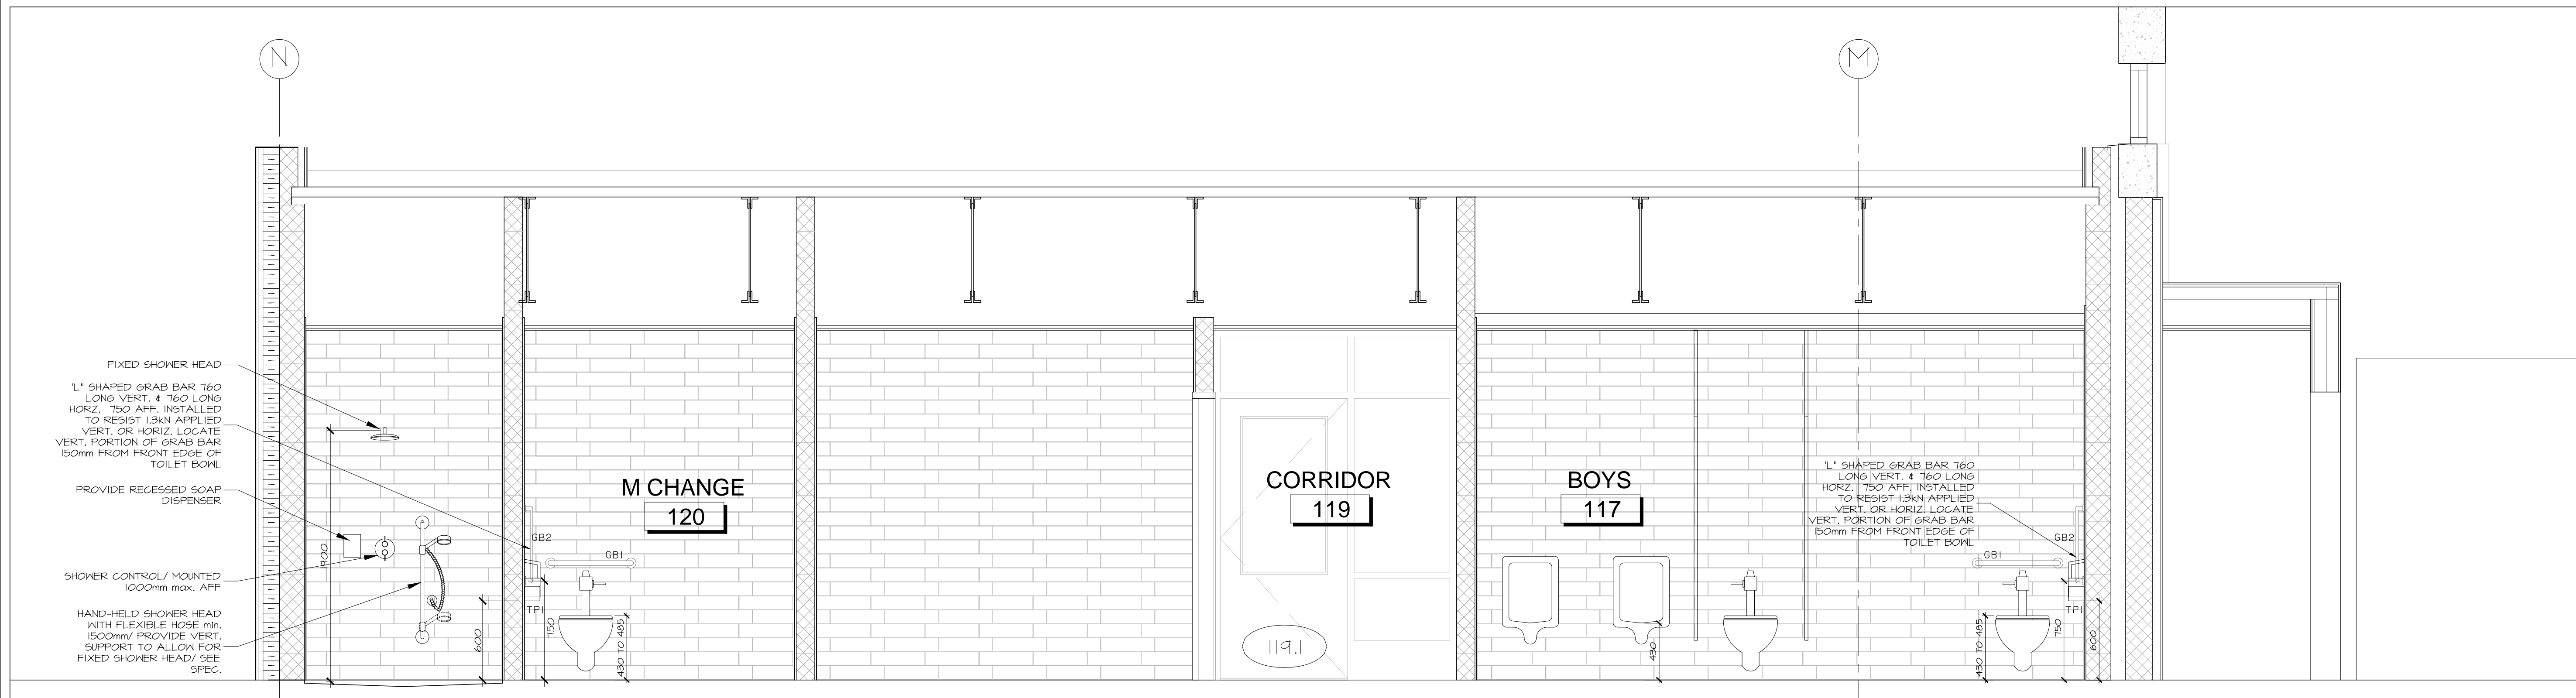 N
M
FIXED SHOWER HEAD
"L" SHAPED GRAB BAR 760
LONG VERT. & 760 LONG
HORZ. 750 AFF. INSTALLED
TO RESIST 1.3kN APPLIED
VERT. OR HORIZ. LOCATE
VERT. PORTION OF GRAB BAR
150mm FROM FRONT EDGE OF
TOILET BOWL
PROVIDE RECESSED SOAP
DISPENSER
SHOWER CONTROL/ MOUNTED
1000mm max. AFF
HAND-HELD SHOWER HEAD
WITH FLEXIBLE HOSE min.
1500mm/ PROVIDE VERT.
SUPPORT TO ALLOW FOR
FIXED SHOWER HEAD/ SEE
SPEC.
1900
600
GB2
GB1
TP1
750
430 TO 485
M CHANGE
120
CORRIDOR
119
119.1
BOYS
117
430
"L" SHAPED GRAB BAR 760
LONG VERT. & 760 LONG
HORZ. 750 AFF. INSTALLED
TO RESIST 1.3kN APPLIED
VERT. OR HORIZ. LOCATE
VERT. PORTION OF GRAB BAR
150mm FROM FRONT EDGE OF
TOILET BOWL
GB2
GB1
TP1
430 TO 485
750
600